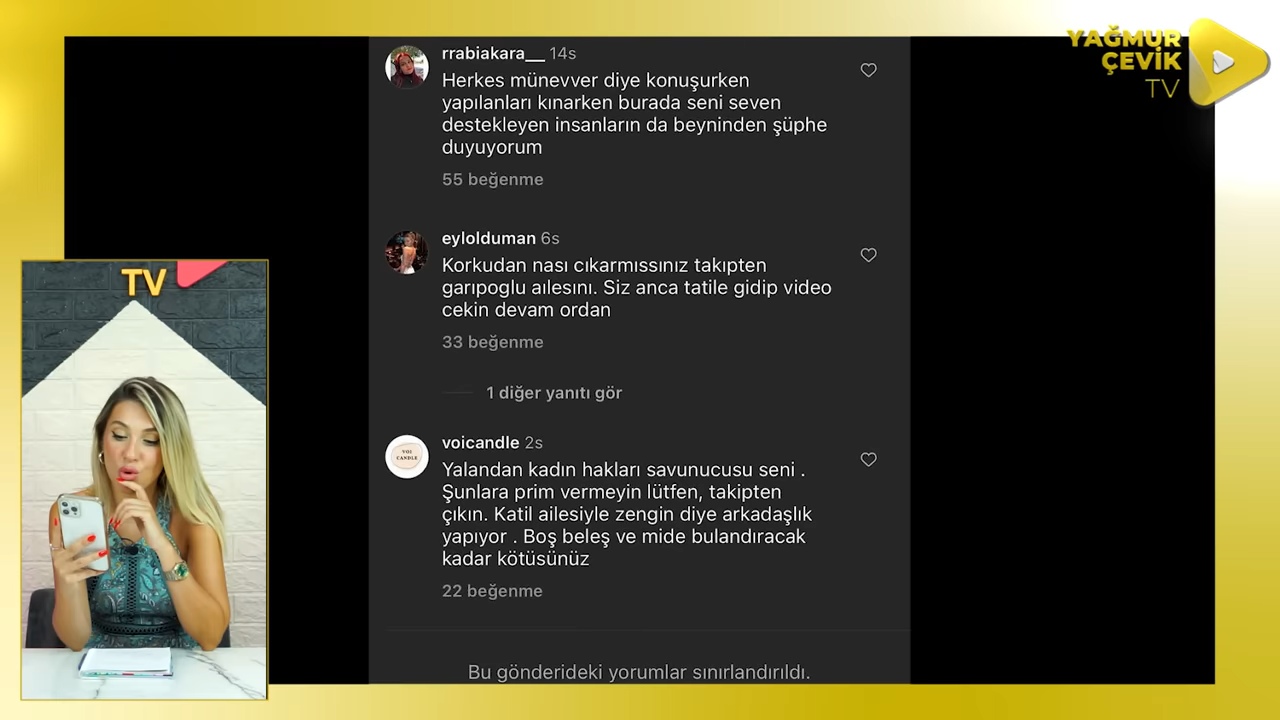 YAĞMUR
ÇEVİK
TV
rrabiakara__ 14s
Herkes münevver diye konuşurken
yapılanları kınarken burada seni seven
destekleyen insanların da beyninden şüphe
duyuyorum
55 beğenme
eylolduman 6s
Korkudan nası cıkarmıssınız takıpten
garıpoglu aılesını. Siz anca tatile gidip video
cekin devam ordan
33 beğenme
1 diğer yanıtı gör
voicandle 2s
Yalandan kadın hakları savunucusu seni .
Şunlara prim vermeyin lütfen, takipten
çıkın. Katil ailesiyle zengin diye arkadaşlık
yapıyor . Boş beleş ve mide bulandıracak
kadar kötüsünüz
22 beğenme
Bu gönderideki yorumlar sınırlandırıldı.
TV
VOI
CANDLE